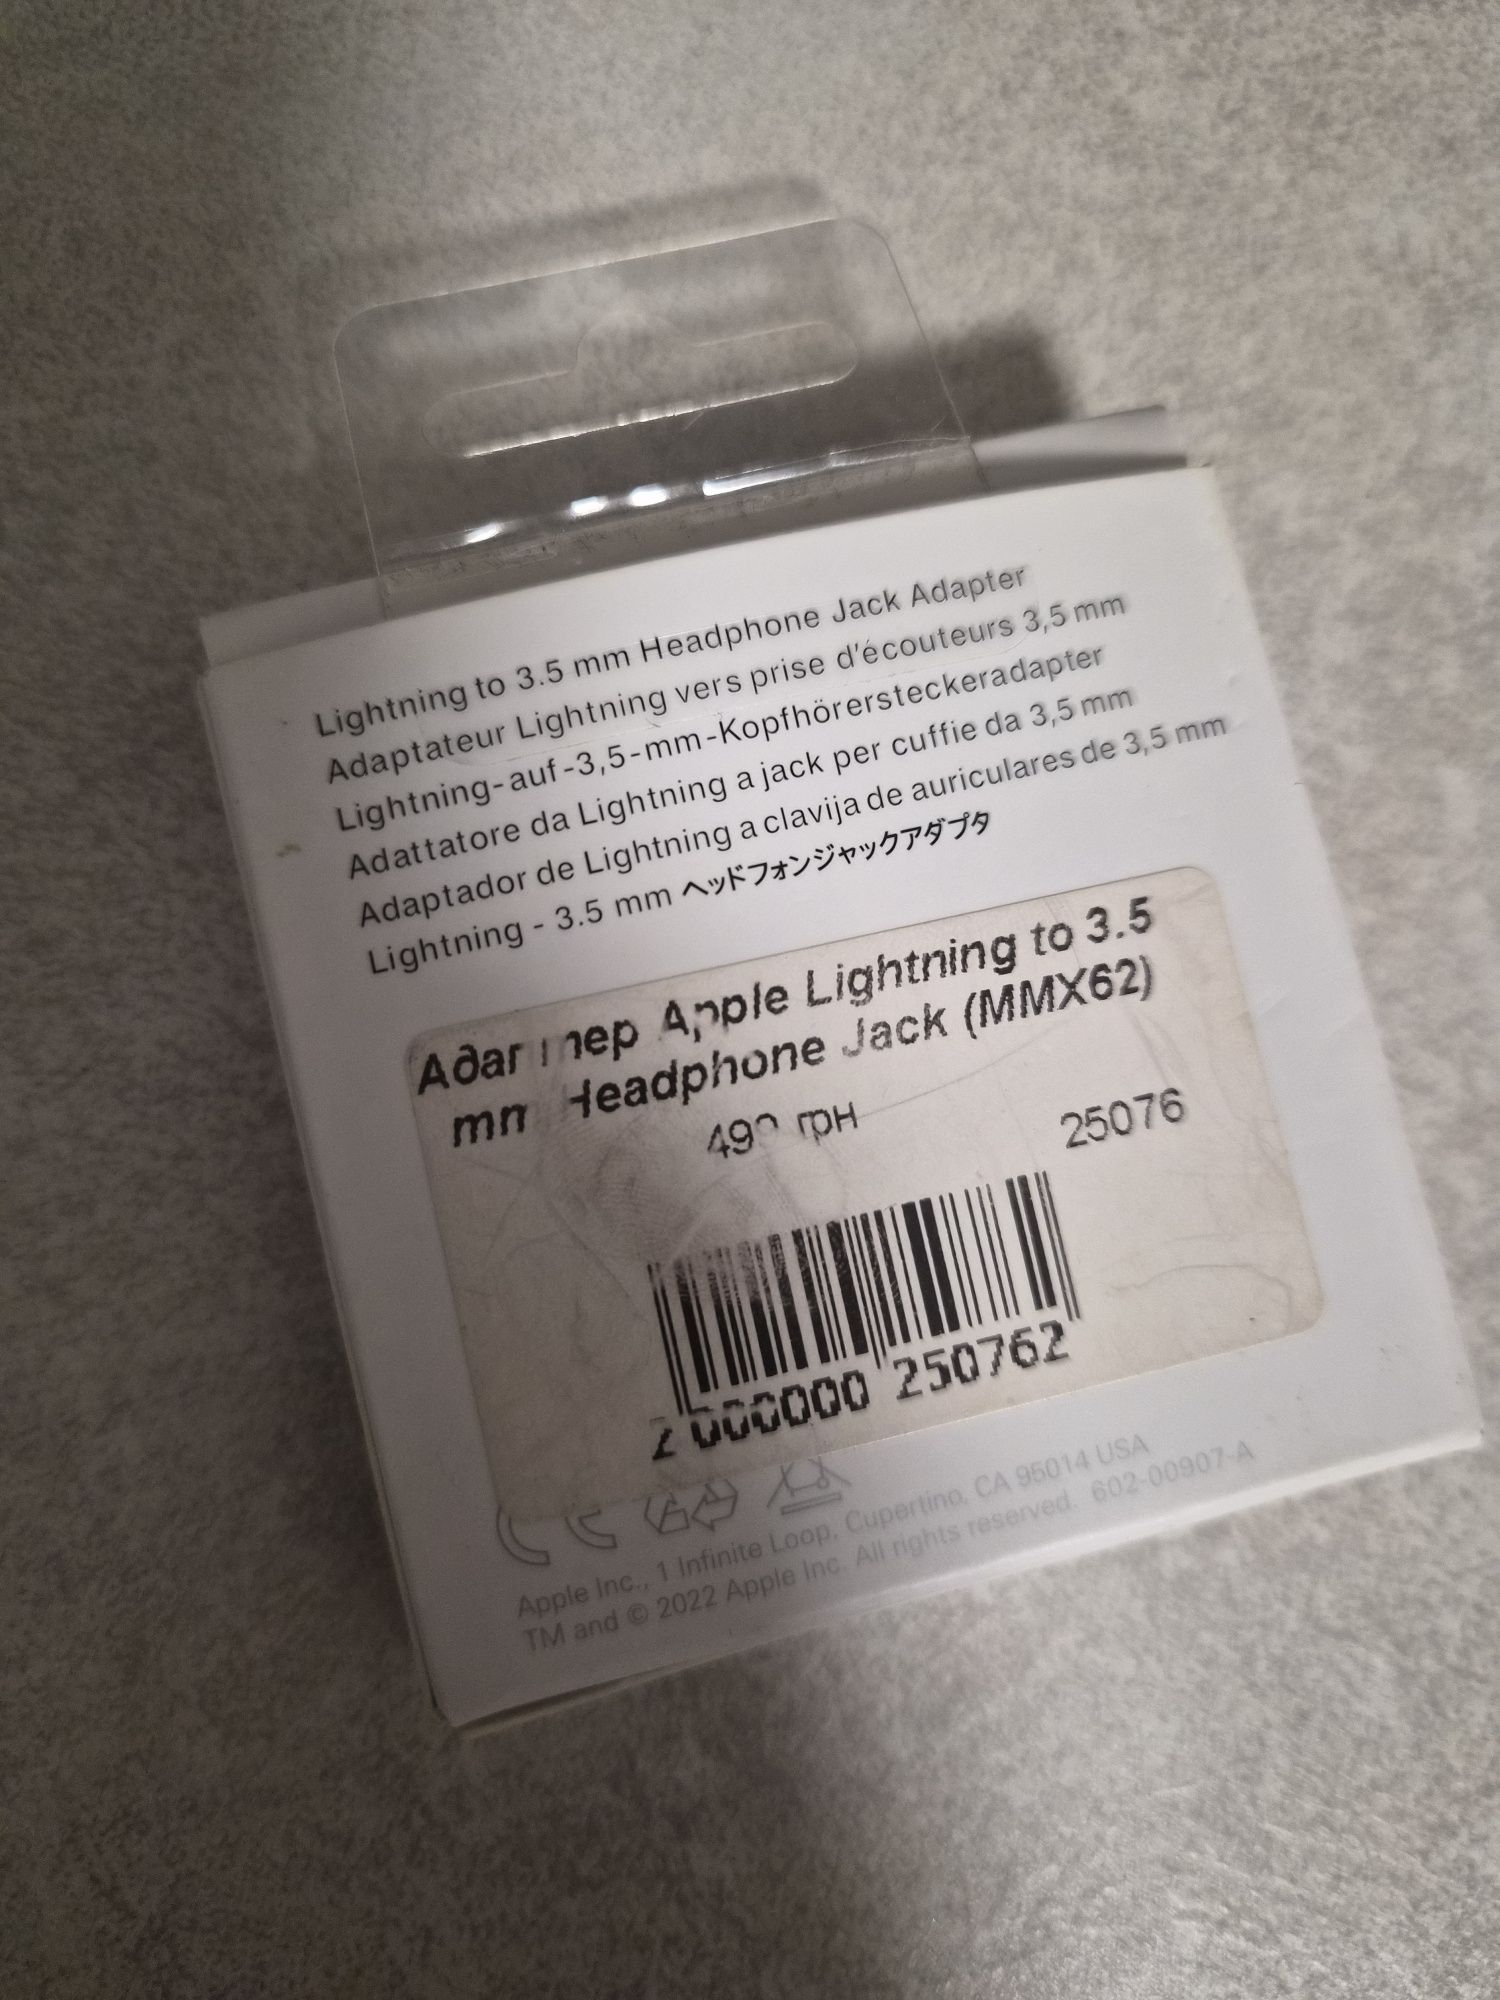 Lightning to 3.5 mm Headphone Jack Adapter
Adaptateur Lightning vers prise d'écouteurs 3,5 mm
Lightning-auf-3,5-mm-Kopfhörersteckeradapter
Adattatore da Lightning a jack per cuffie da 3,5 mm
Adaptador de Lightning a clavija de auriculares de 3,5 mm
Lightning - 3.5 mm ヘッドフォンジャックアダプタ
Apple Lightning to 3.5
mm Headphone Jack (MMX62)
грн 25076
2 000000 250762
Apple Inc., 1 Infinite Loop, Cupertino, CA 95014 USA
TM and © 2022 Apple Inc. All rights reserved. 602-00907-A